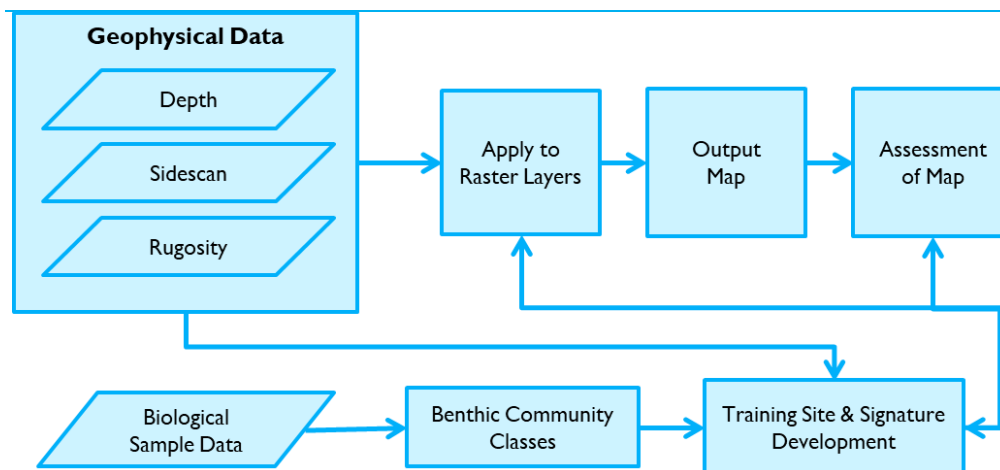 Geophysical Data
Depth
Sidescan
Rugosity
Apply to
Raster Layers
Output
Map
Assessment
of Map
Biological
Sample Data
Benthic Community
Classes
Training Site & Signature
Development